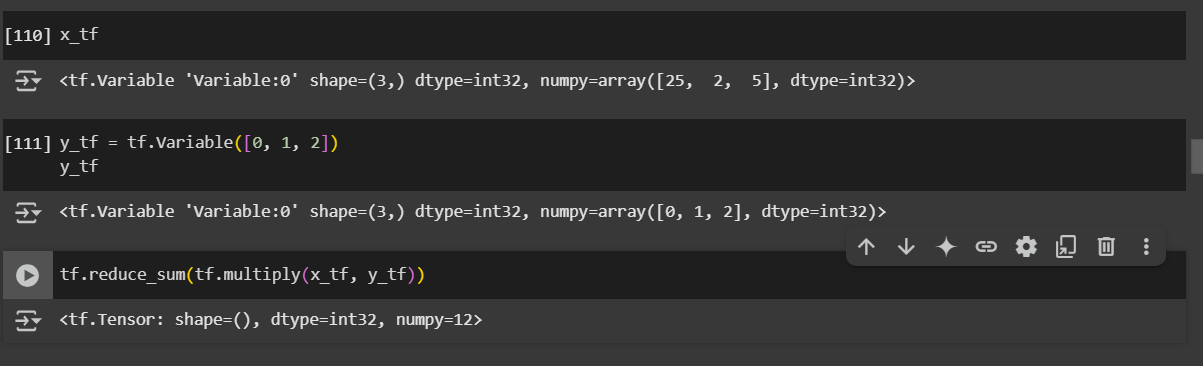 [110] x_tf
<tf.Variable 'Variable:0' shape=(3,) dtype=int32, numpy=array([25,  2,  5], dtype=int32)>
[111] y_tf = tf.Variable([0, 1, 2])
y_tf
<tf.Variable 'Variable:0' shape=(3,) dtype=int32, numpy=array([0, 1, 2], dtype=int32)>
tf.reduce_sum(tf.multiply(x_tf, y_tf))
<tf.Tensor: shape=(), dtype=int32, numpy=12>